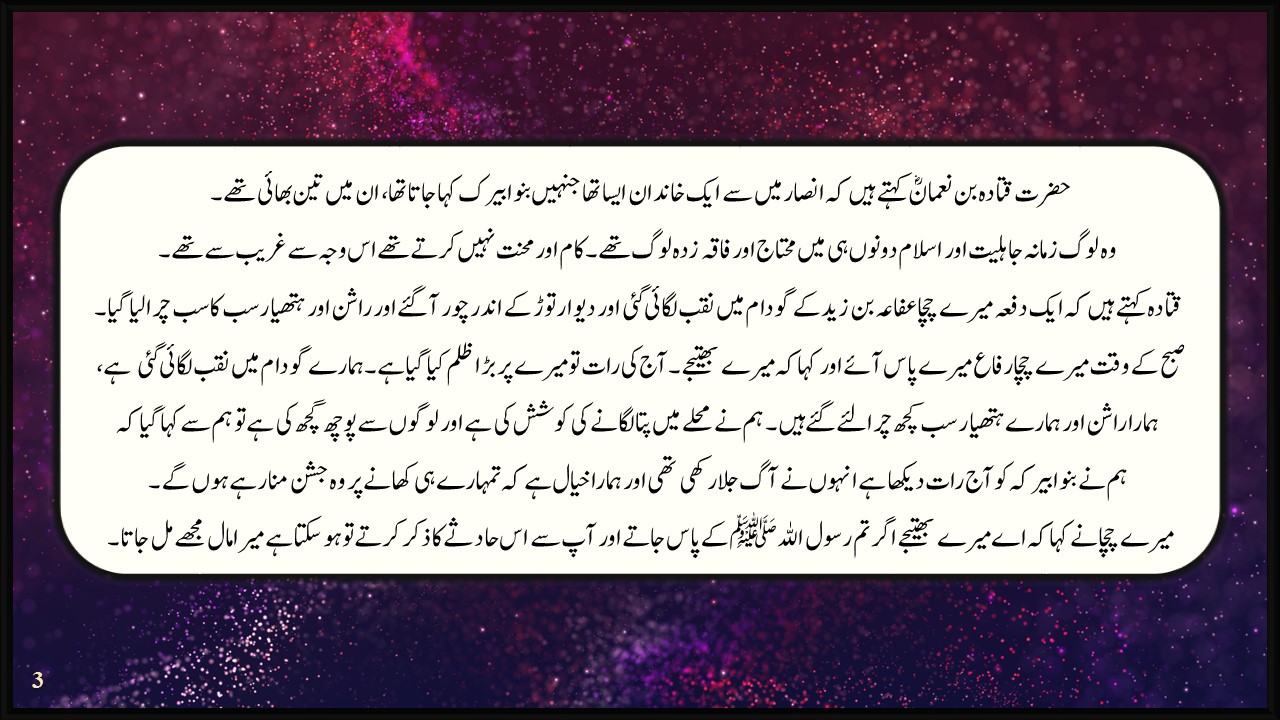 حضرت قتادہ بن نعمانؓ کہتے ہیں کہ انصار میں سے ایک خاندان ایسا تھا جنہیں بنو ابیرک کہا جاتا تھا، ان میں تین بھائی تھے۔
وہ لوگ زمانہ جاہلیت اور اسلام دونوں ہی میں محتاج اور فاقہ زدہ لوگ تھے۔ کام اور محنت نہیں کرتے تھے اس وجہ سے غریب سے تھے۔
قتادہ کہتے ہیں کہ ایک دفعہ میرے چچا عفاعہ بن زید کے گودام میں نقب لگائی گئی اور دیوار توڑ کے اندر چور آ گئے اور راشن اور ہتھیار سب کا سب چرا لیا گیا۔
صبح کے وقت میرے چچا رفاع میرے پاس آئے اور کہا کہ میرے بھتیجے۔ آج کی رات تو میرے پر بڑا ظلم کیا گیا ہے۔ ہمارے گودام میں نقب لگائی گئی ہے،
ہمارا راشن اور ہمارے ہتھیار سب کچھ چرا لئے گئے ہیں۔ ہم نے محلے میں پتا لگانے کی کوشش کی ہے اور لوگوں سے پوچھ گچھ کی ہے تو ہم سے کہا گیا کہ
ہم نے بنو ابیر کہ کو آج رات دیکھا ہے انہوں نے آگ جلا رکھی تھی اور ہمارا خیال ہے کہ تمہارے ہی کھانے پر وہ جشن منا رہے ہوں گے۔
میرے چچا نے کہا کہ اے میرے بھتیجے اگر تم رسول اللہ ﷺ کے پاس جاتے اور آپ سے اس حادثے کا ذکر کرتے تو ہو سکتا ہے میرا مال مجھے مل جاتا۔
3